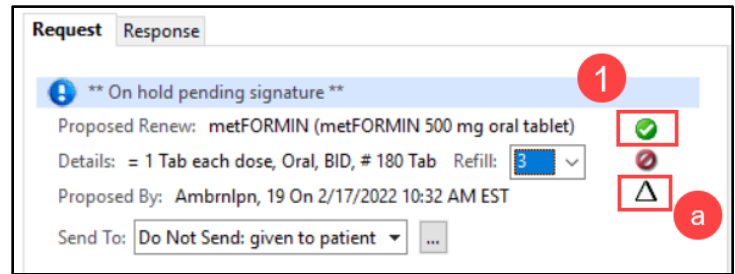 Request Response
** On hold pending signature **
1
Proposed Renew: metFORMIN (metFORMIN 500 mg oral tablet)
Details: = 1 Tab each dose, Oral, BID, # 180 Tab Refill: 3
Proposed By: Ambrnlpn, 19 On 2/17/2022 10:32 AM EST
a
Send To: Do Not Send: given to patient ...